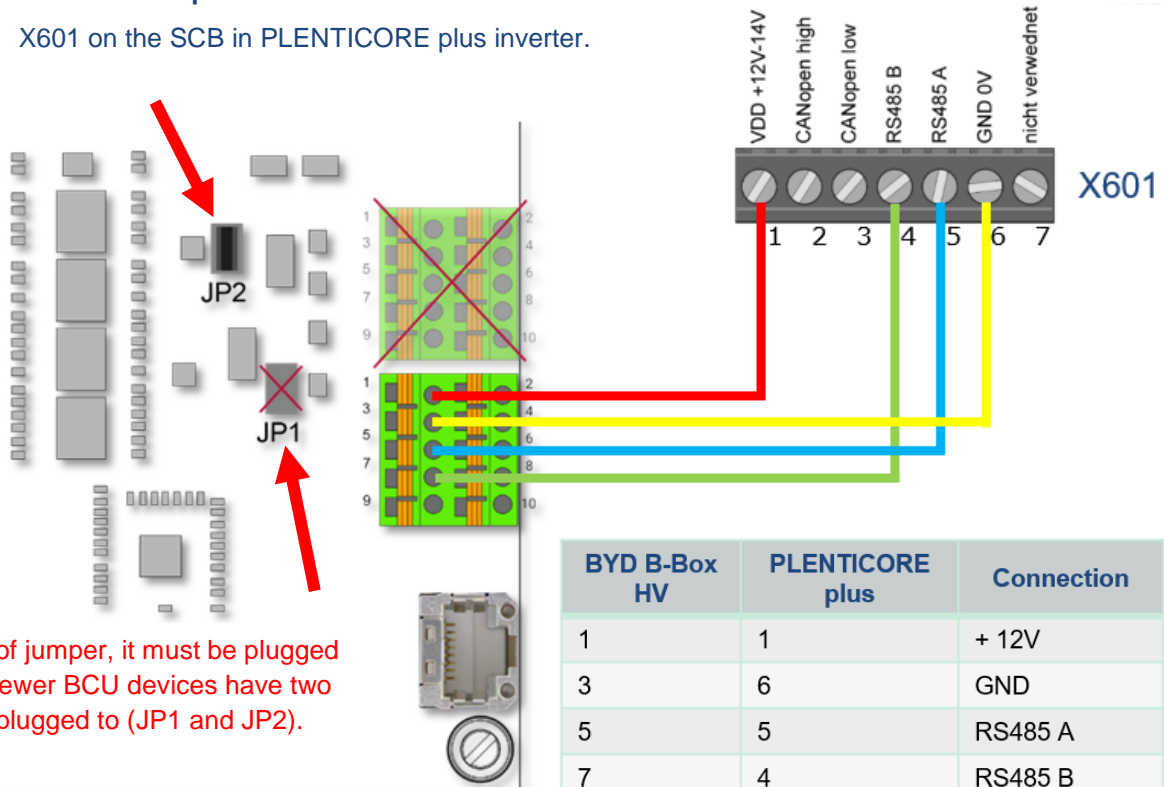 X601 on the SCB in PLENTICORE plus inverter.
VDD +12V-14V
CANopen high
CANopen low
RS485 B
RS485 A
GND 0V
nicht verwednet
X601
1 2 3 4 5 6 7
JP2
JP1
1 2
3 4
5 6
7 8
9 10
1 2
3 4
5 6
7 8
9 10
of jumper, it must be plugged
ewer BCU devices have two
plugged to (JP1 and JP2).
BYD B-Box HV PLENTICORE plus Connection
1 1 + 12V
3 6 GND
5 5 RS485 A
7 4 RS485 B